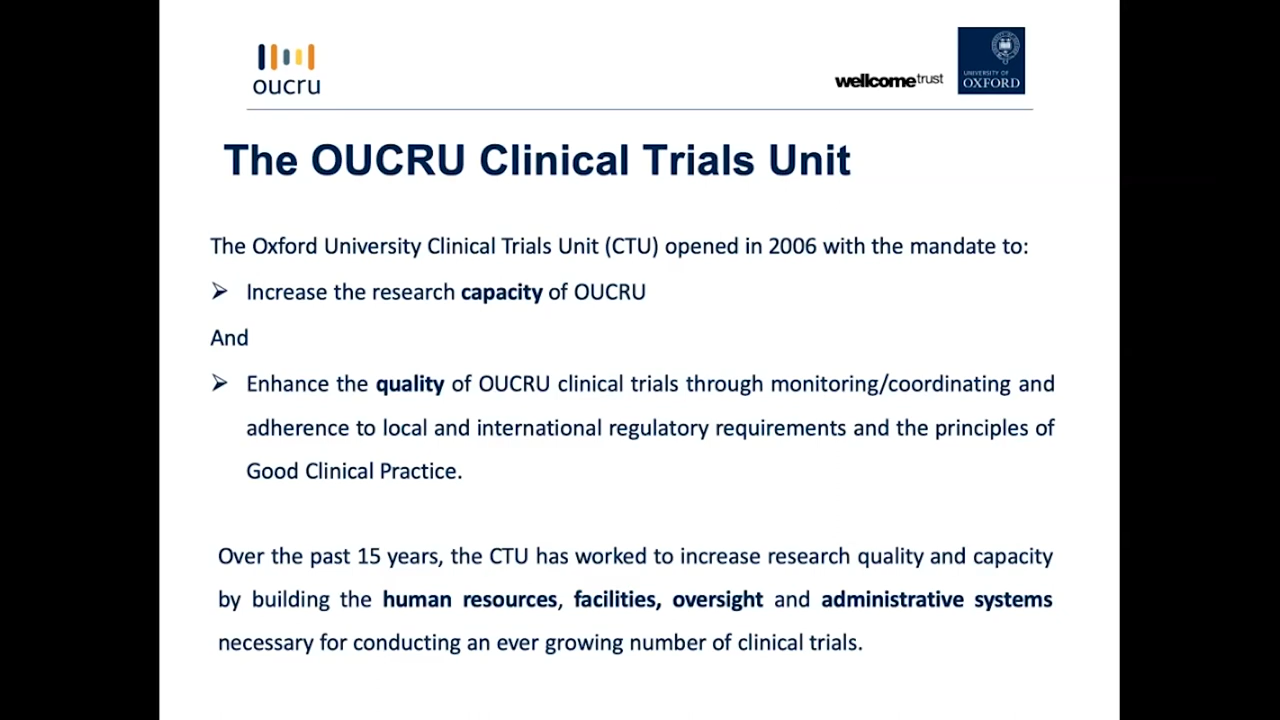 oucru
wellcometrust
UNIVERSITY OF
OXFORD
The OUCRU Clinical Trials Unit
The Oxford University Clinical Trials Unit (CTU) opened in 2006 with the mandate to:
➢ Increase the research capacity of OUCRU
And
➢ Enhance the quality of OUCRU clinical trials through monitoring/coordinating and
adherence to local and international regulatory requirements and the principles of
Good Clinical Practice.
Over the past 15 years, the CTU has worked to increase research quality and capacity
by building the human resources, facilities, oversight and administrative systems
necessary for conducting an ever growing number of clinical trials.